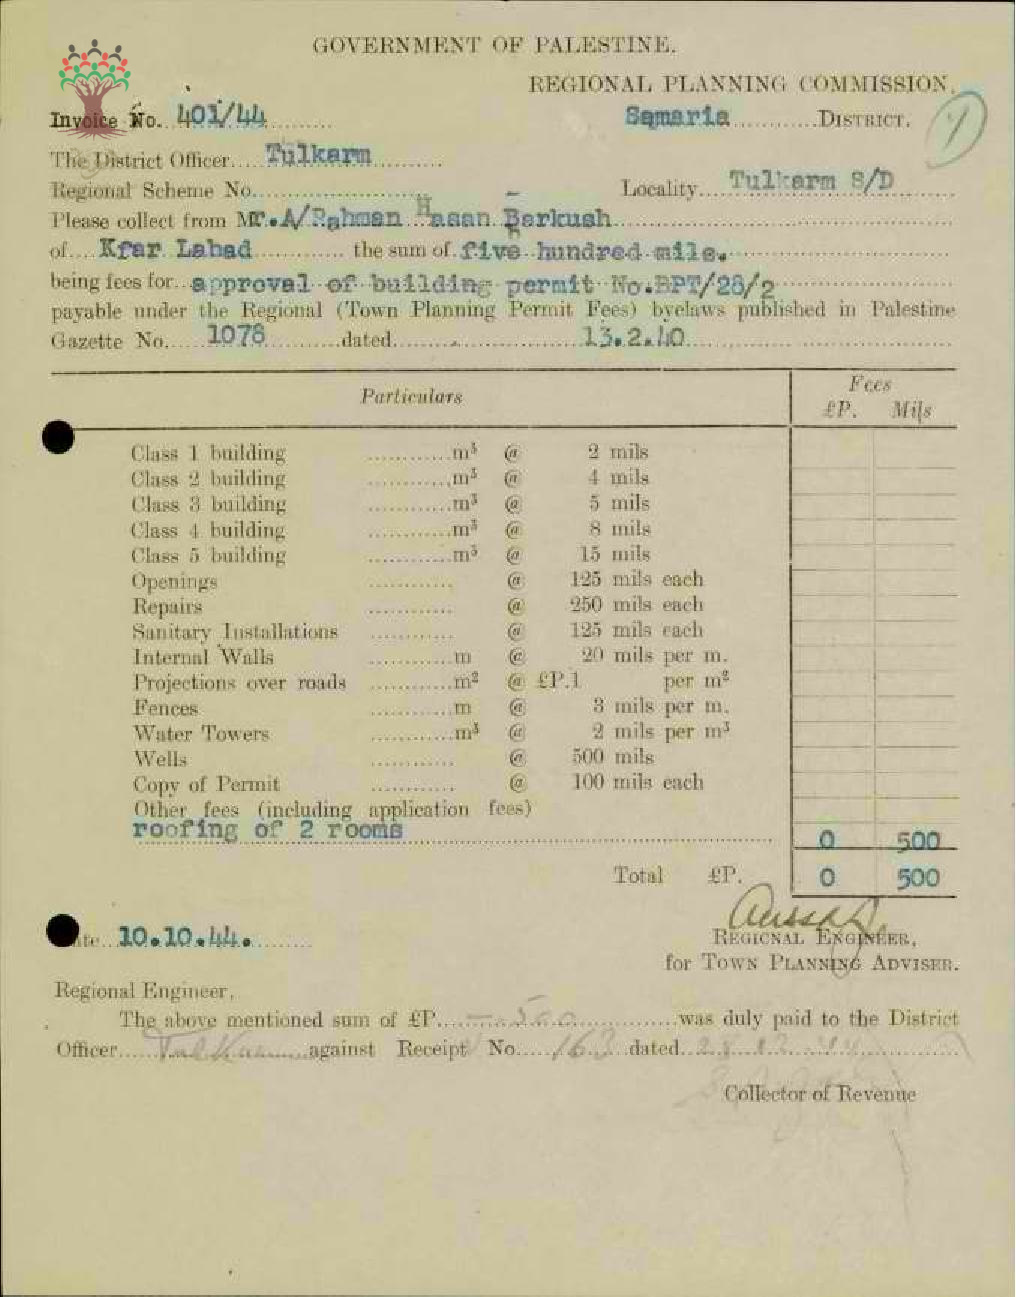 GOVERNMENT OF PALESTINE.
REGIONAL PLANNING COMMISSION.
Invoice No. 401/44 Samaria DISTRICT.
1
The District Officer Tulkarm
Regional Scheme No. - Locality Tulkarm S/D
Please collect from Mr. A/Rahman Hasan Barkush
of Kfar Labad the sum of five hundred mils.
being fees for approval of building permit No.BPT/28/2
payable under the Regional (Town Planning Permit Fees) byelaws published in Palestine
Gazette No. 1078 dated 13.2.40
Particulars Fees
£P. Mils
Class 1 building m³ @ 2 mils
Class 2 building m³ @ 4 mils
Class 3 building m³ @ 5 mils
Class 4 building m³ @ 8 mils
Class 5 building m³ @ 15 mils
Openings @ 125 mils each
Repairs @ 250 mils each
Sanitary Installations @ 125 mils each
Internal Walls m @ 20 mils per m.
Projections over roads m² @ £P.1 per m²
Fences m @ 3 mils per m.
Water Towers m³ @ 2 mils per m³
Wells @ 500 mils
Copy of Permit @ 100 mils each
Other fees (including application fees)
roofing of 2 rooms 0 500
Total £P. 0 500
10.10.44.
REGIONAL ENGINEER,
for TOWN PLANNING ADVISER.
Regional Engineer,
The above mentioned sum of £P. -.500 was duly paid to the District
Officer Tulkarm against Receipt No. 163 dated 28.12.44
Collector of Revenue